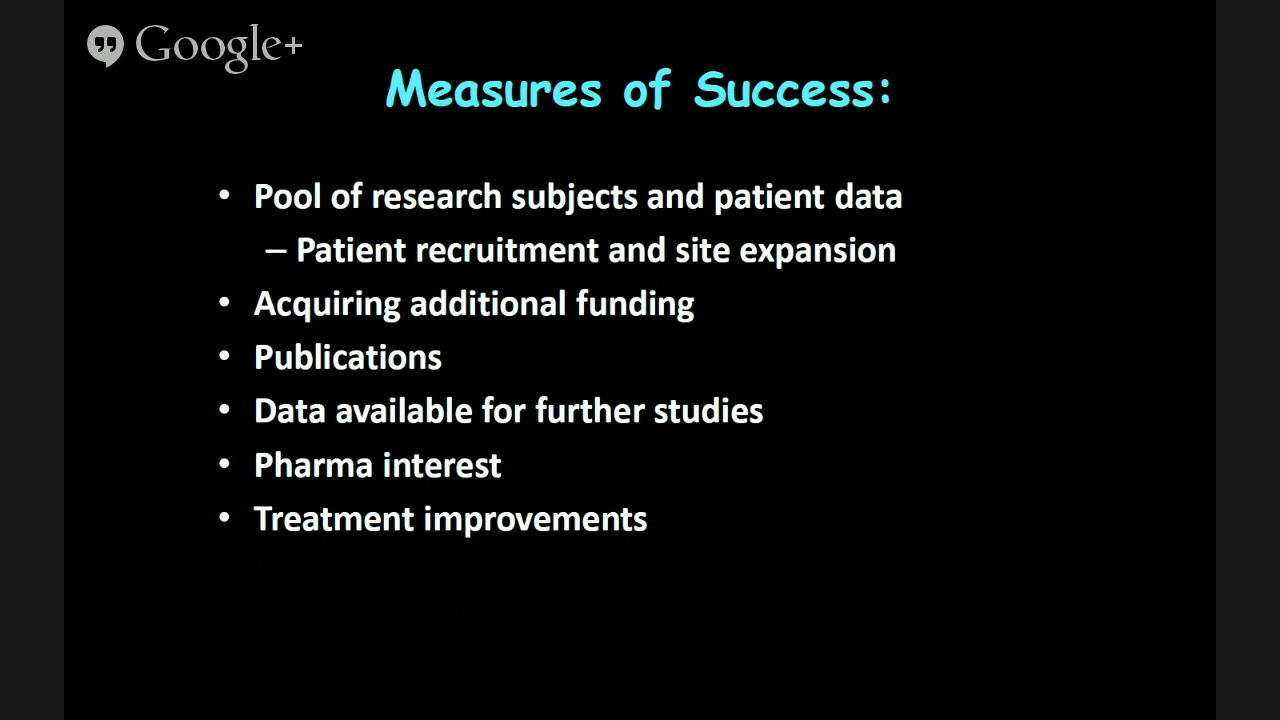 Google+
Measures of Success:
• Pool of research subjects and patient data
– Patient recruitment and site expansion
• Acquiring additional funding
• Publications
• Data available for further studies
• Pharma interest
• Treatment improvements